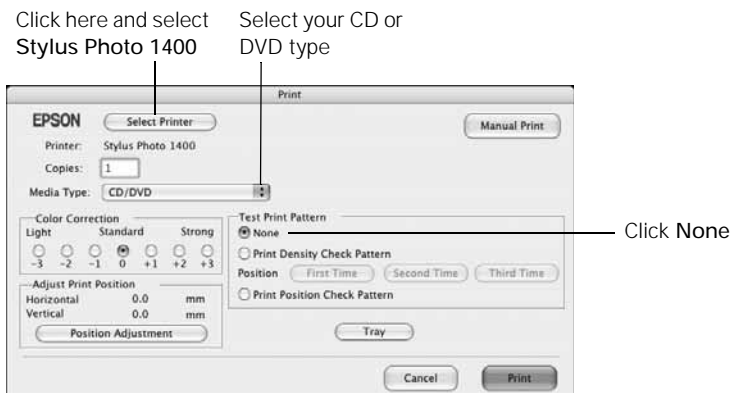 Click here and select
Stylus Photo 1400
Select your CD or
DVD type
Print
EPSON
Select Printer
Manual Print
Printer: Stylus Photo 1400
Copies: 1
Media Type: CD/DVD
Color Correction
Light Standard Strong
-3 -2 -1 0 +1 +2 +3
Adjust Print Position
Horizontal 0.0 mm
Vertical 0.0 mm
Position Adjustment
Test Print Pattern
None
Click None
Print Density Check Pattern
Position First Time Second Time Third Time
Print Position Check Pattern
Tray
Cancel Print